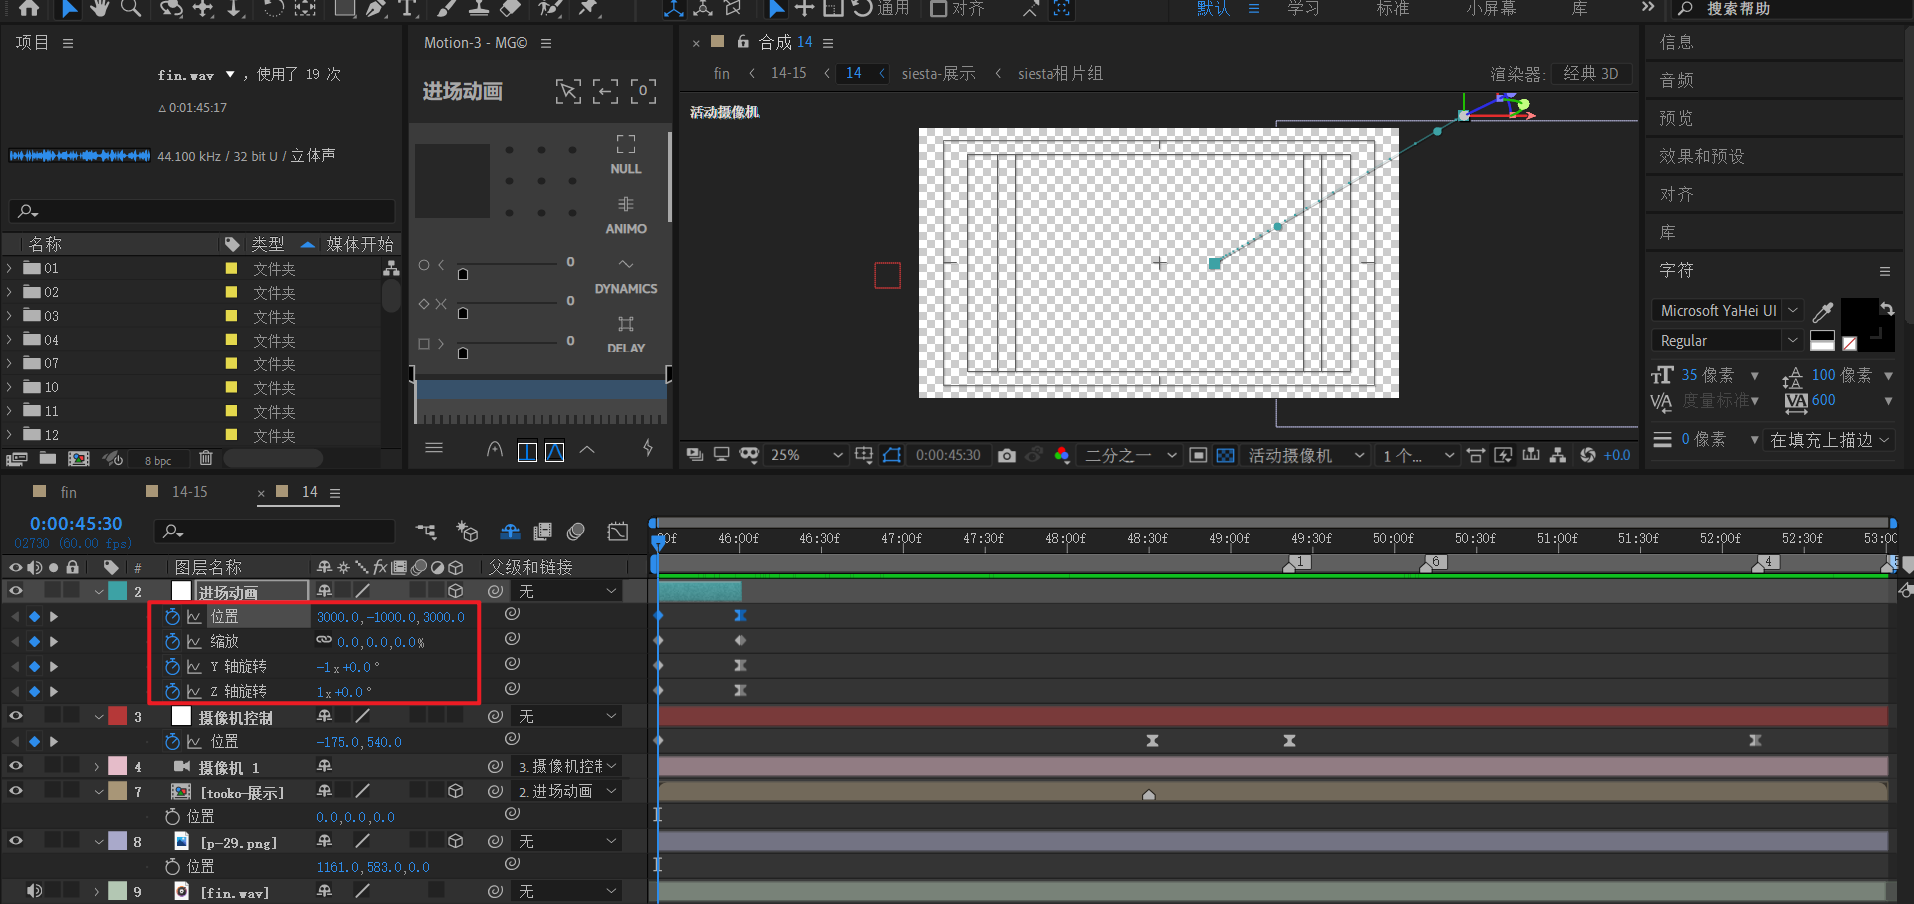 通用
对齐
默认
学习
标准
小屏幕
库
搜索帮助
项目
fin.wav ▼ ，使用了 19 次
△ 0:01:45:17
44.100 kHz / 32 bit U / 立体声
名称
类型
媒体开始
01 文件夹
02 文件夹
03 文件夹
04 文件夹
07 文件夹
10 文件夹
11 文件夹
12 文件夹
8 bpc
Motion-3 - MG©
进场动画
NULL
ANIMO
DYNAMICS
DELAY
0
0
0
合成 14
fin
14-15
14
siesta-展示
siesta相片组
渲染器:
经典 3D
活动摄像机
25%
0:00:45:30
二分之一
活动摄像机
1 个...
+0.0
信息
音频
预览
效果和预设
对齐
库
字符
Microsoft YaHei UI
Regular
35 像素
100 像素
度量标准
600
0 像素
在填充上描边
fin
14-15
14
0:00:45:30
02730 (60.00 fps)
# 图层名称
父级和链接
46:00f
46:30f
47:00f
47:30f
48:00f
48:30f
49:00f
49:30f
50:00f
50:30f
51:00f
51:30f
52:00f
52:30f
53:00
1
6
4
2 进场动画 无
位置 3000.0,-1000.0,3000.0
缩放 0.0,0.0,0.0%
Y 轴旋转 -1x+0.0°
Z 轴旋转 1x+0.0°
3 摄像机控制 无
位置 -175.0,540.0
4 摄像机 1 3. 摄像机控制
7 [tooko-展示] 2. 进场动画
位置 0.0,0.0,0.0
8 [p-29.png] 无
位置 1161.0,583.0,0.0
9 [fin.wav] 无